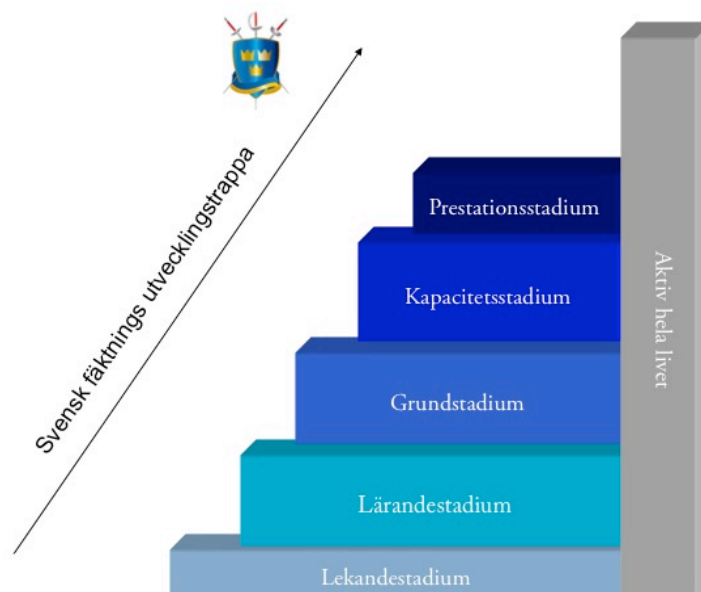 Svensk fäktnings utvecklingstrappa
Prestationsstadium
Kapacitetsstadium
Grundstadium
Lärandestadium
Lekandestadium
Aktiv hela livet